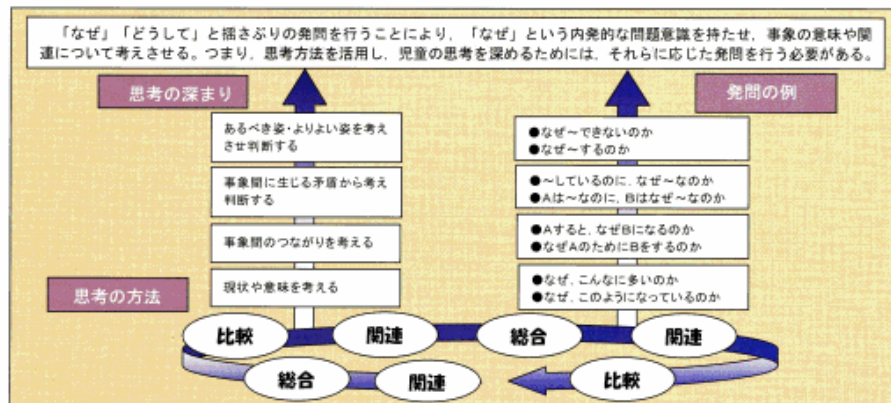 「なぜ」「どうして」と揺さぶりの発問を行うことにより，「なぜ」という内発的な問題意識を持たせ，事象の意味や関
連について考えさせる。つまり，思考方法を活用し，児童の思考を深めるためには，それらに応じた発問を行う必要がある。
思考の深まり
発問の例
あるべき姿・よりよい姿を考え
させ判断する
●なぜ～できないのか
●なぜ～するのか
事象間に生じる矛盾から考え
判断する
●～しているのに，なぜ～なのか
●Aは～なのに，Bはなぜ～なのか
事象間のつながりを考える
●Aすると，なぜBになるのか
●なぜAのためにBをするのか
思考の方法
現状や意味を考える
●なぜ，こんなに多いのか
●なぜ，このようになっているのか
比較
関連
総合
関連
総合
関連
比較